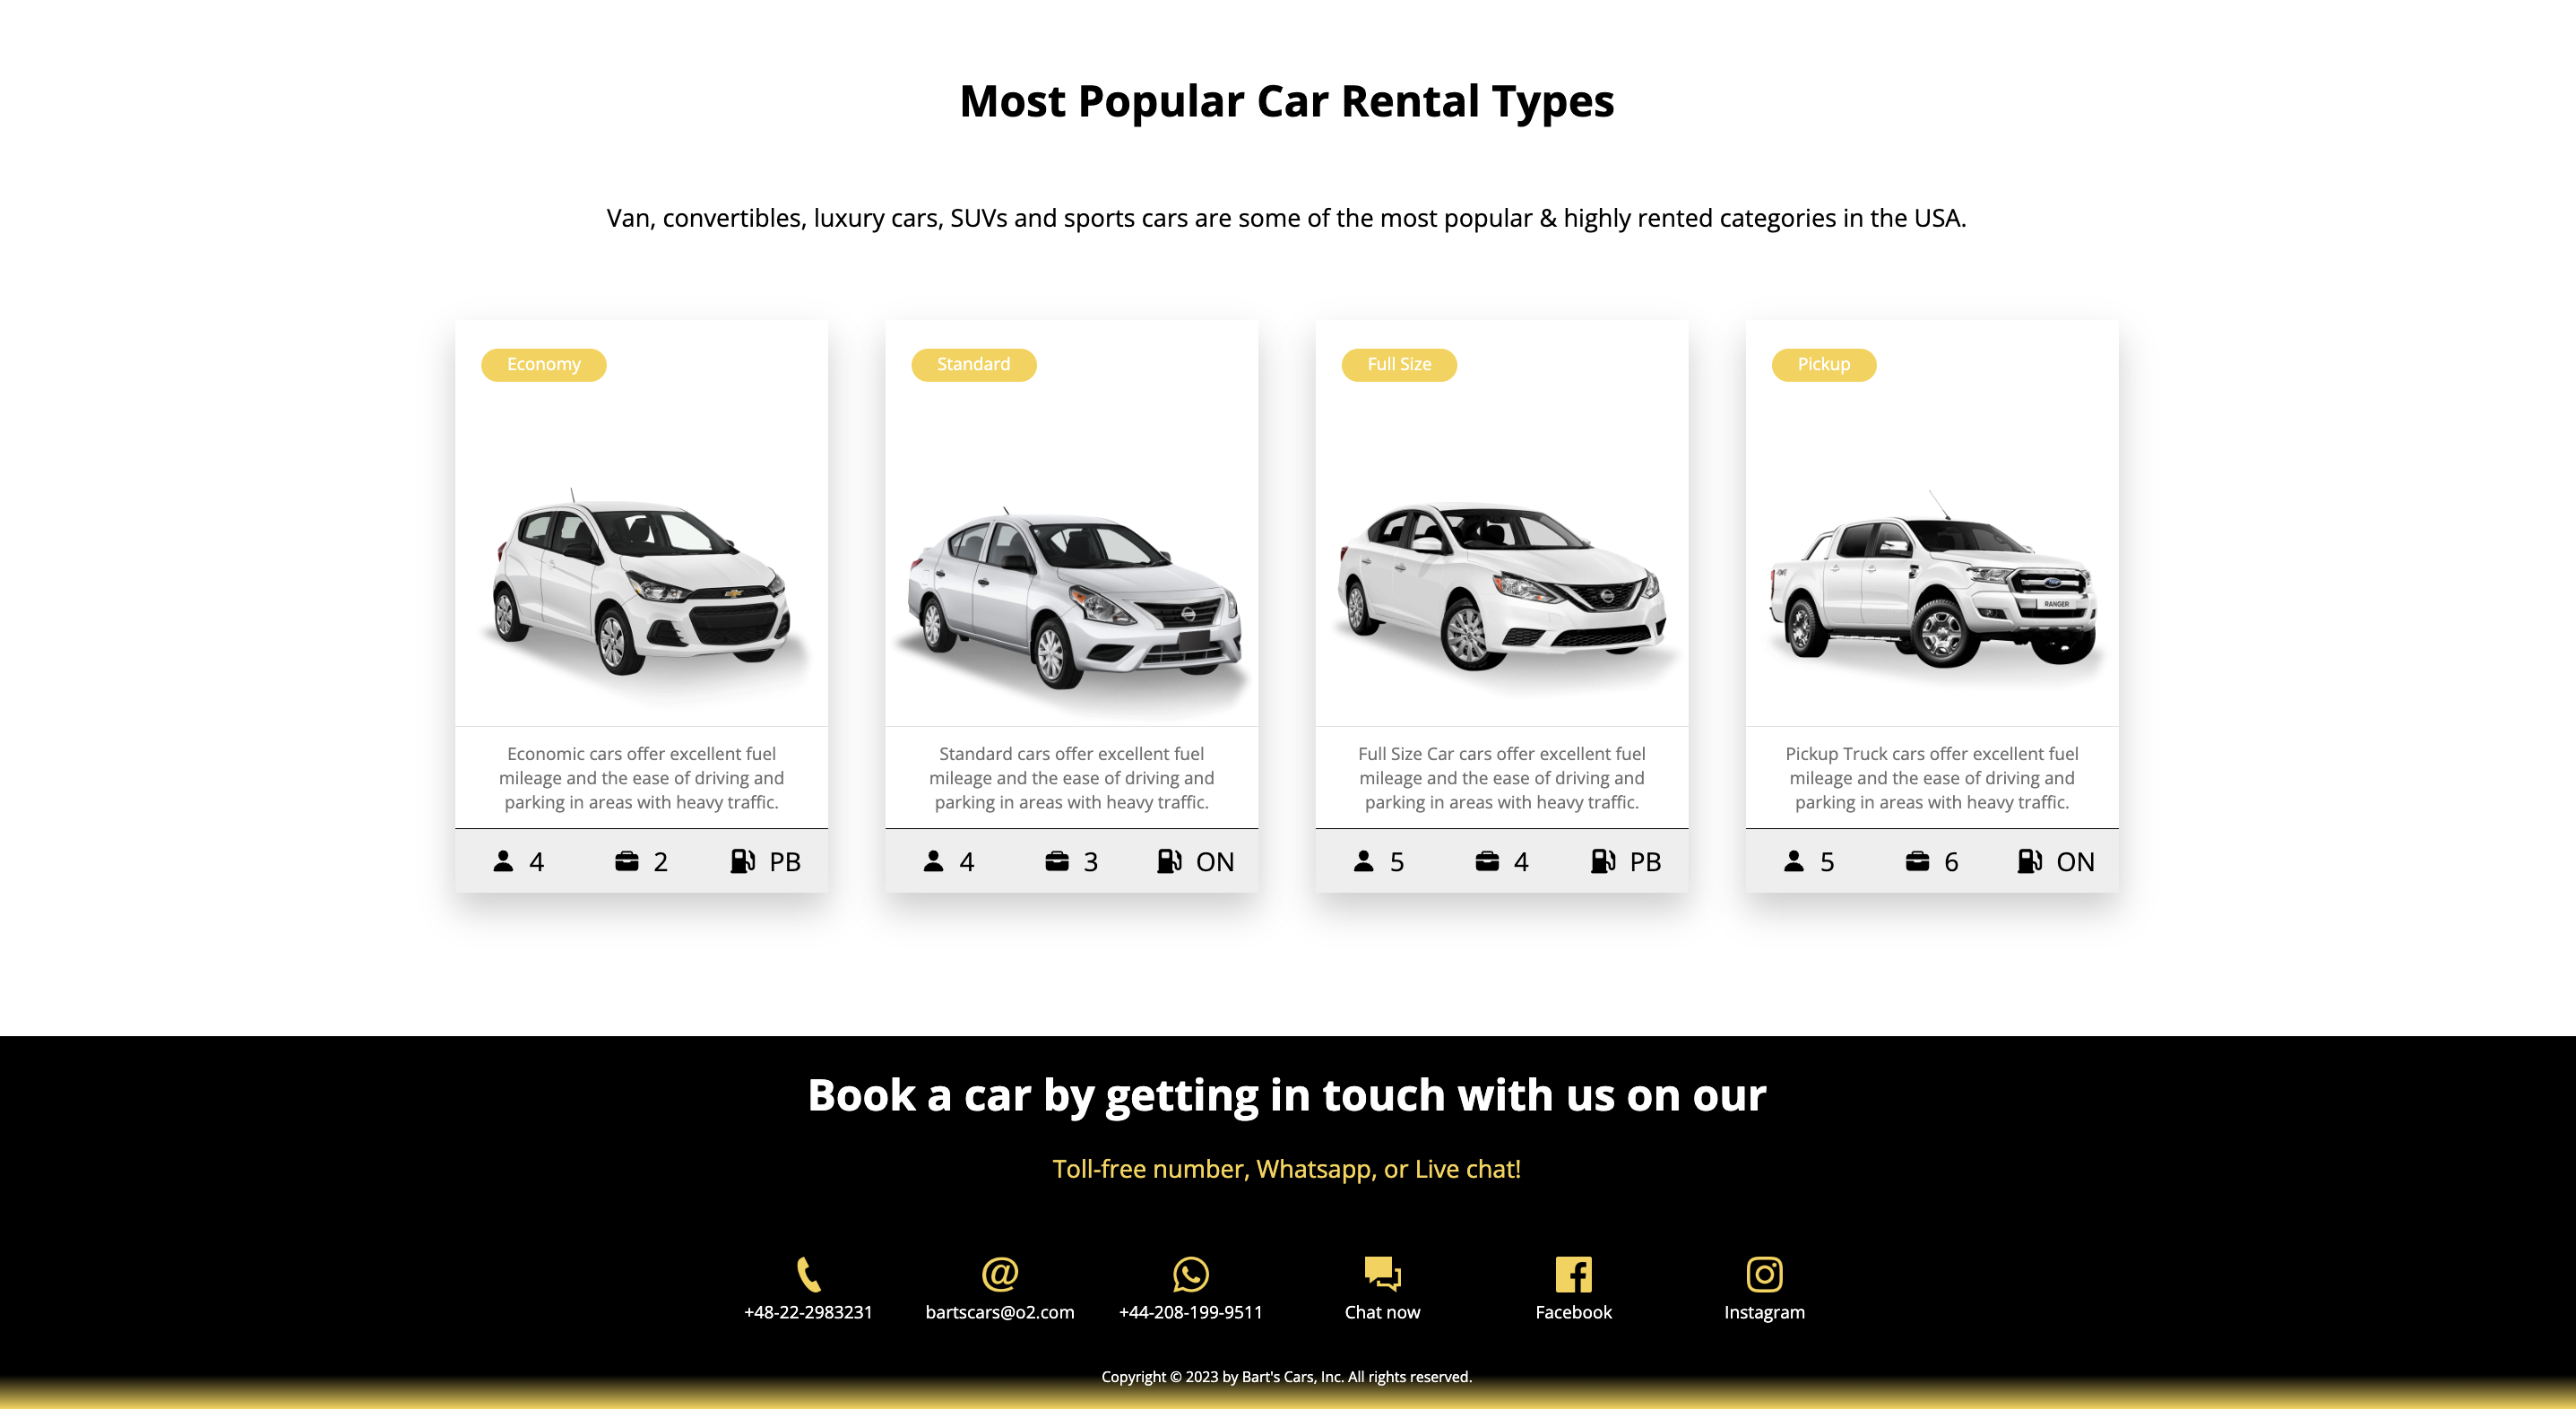 Most Popular Car Rental Types
Van, convertibles, luxury cars, SUVs and sports cars are some of the most popular & highly rented categories in the USA.
Economy
Economic cars offer excellent fuel
mileage and the ease of driving and
parking in areas with heavy traffic.
4 2 PB
Standard
Standard cars offer excellent fuel
mileage and the ease of driving and
parking in areas with heavy traffic.
4 3 ON
Full Size
Full Size Car cars offer excellent fuel
mileage and the ease of driving and
parking in areas with heavy traffic.
5 4 PB
Pickup
RANGER
Pickup Truck cars offer excellent fuel
mileage and the ease of driving and
parking in areas with heavy traffic.
5 6 ON
Book a car by getting in touch with us on our
Toll-free number, Whatsapp, or Live chat!
+48-22-2983231
bartscars@o2.com
+44-208-199-9511
Chat now
Facebook
Instagram
Copyright © 2023 by Bart's Cars, Inc. All rights reserved.